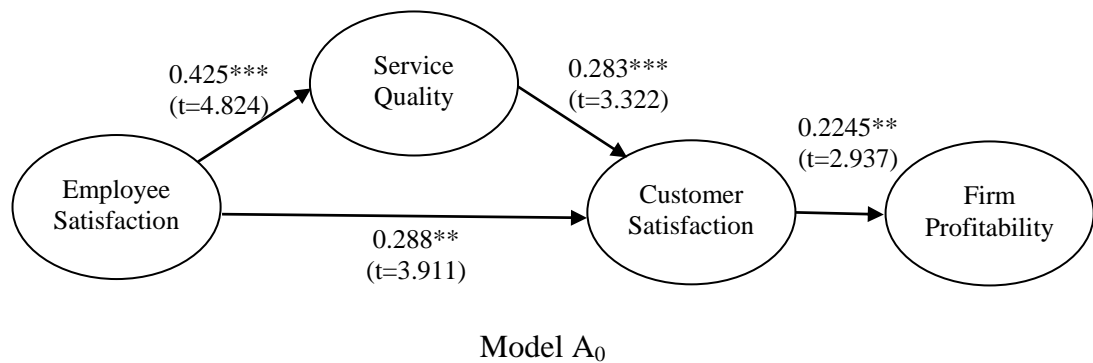 0.425***
(t=4.824)
Service
Quality
0.283***
(t=3.322)
0.2245**
(t=2.937)
Employee
Satisfaction
Customer
Satisfaction
Firm
Profitability
0.288**
(t=3.911)
Model A₀